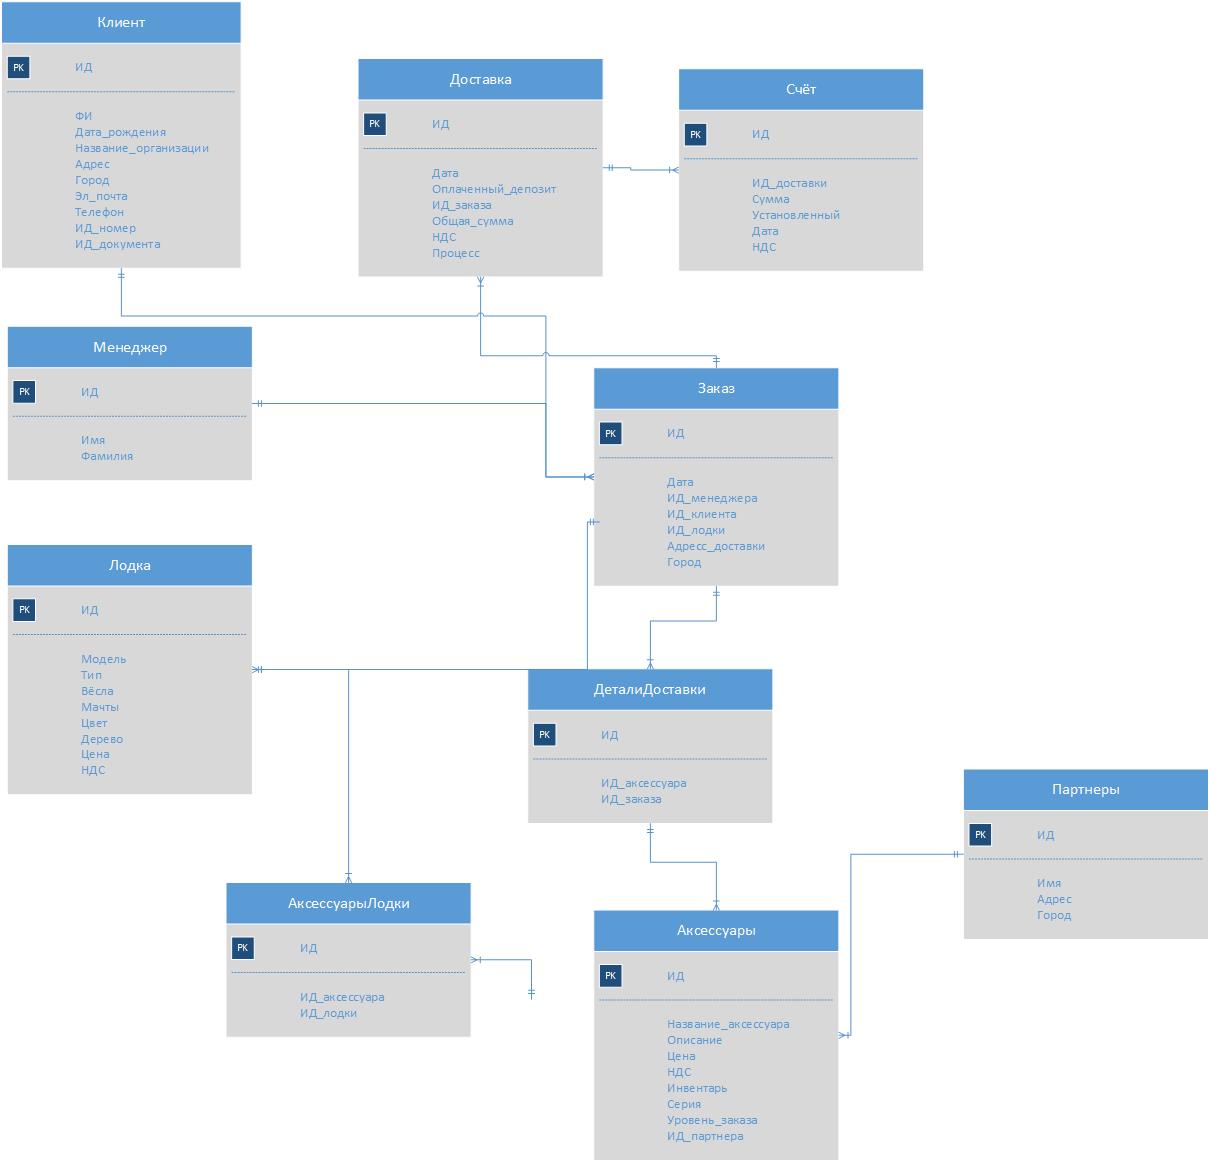 Клиент
PK ИД
ФИ
Дата_рождения
Название_организации
Адрес
Город
Эл_почта
Телефон
ИД_номер
ИД_документа
Доставка
PK ИД
Дата
Оплаченный_депозит
ИД_заказа
Общая_сумма
НДС
Процесс
Счёт
PK ИД
ИД_доставки
Сумма
Установленный
Дата
НДС
Менеджер
PK ИД
Имя
Фамилия
Заказ
PK ИД
Дата
ИД_менеджера
ИД_клиента
ИД_лодки
Адресс_доставки
Город
Лодка
PK ИД
Модель
Тип
Вёсла
Мачты
Цвет
Дерево
Цена
НДС
ДеталиДоставки
PK ИД
ИД_аксессуара
ИД_заказа
Партнеры
PK ИД
Имя
Адрес
Город
АксессуарыЛодки
PK ИД
ИД_аксессуара
ИД_лодки
Аксессуары
PK ИД
Название_аксессуара
Описание
Цена
НДС
Инвентарь
Серия
Уровень_заказа
ИД_партнера